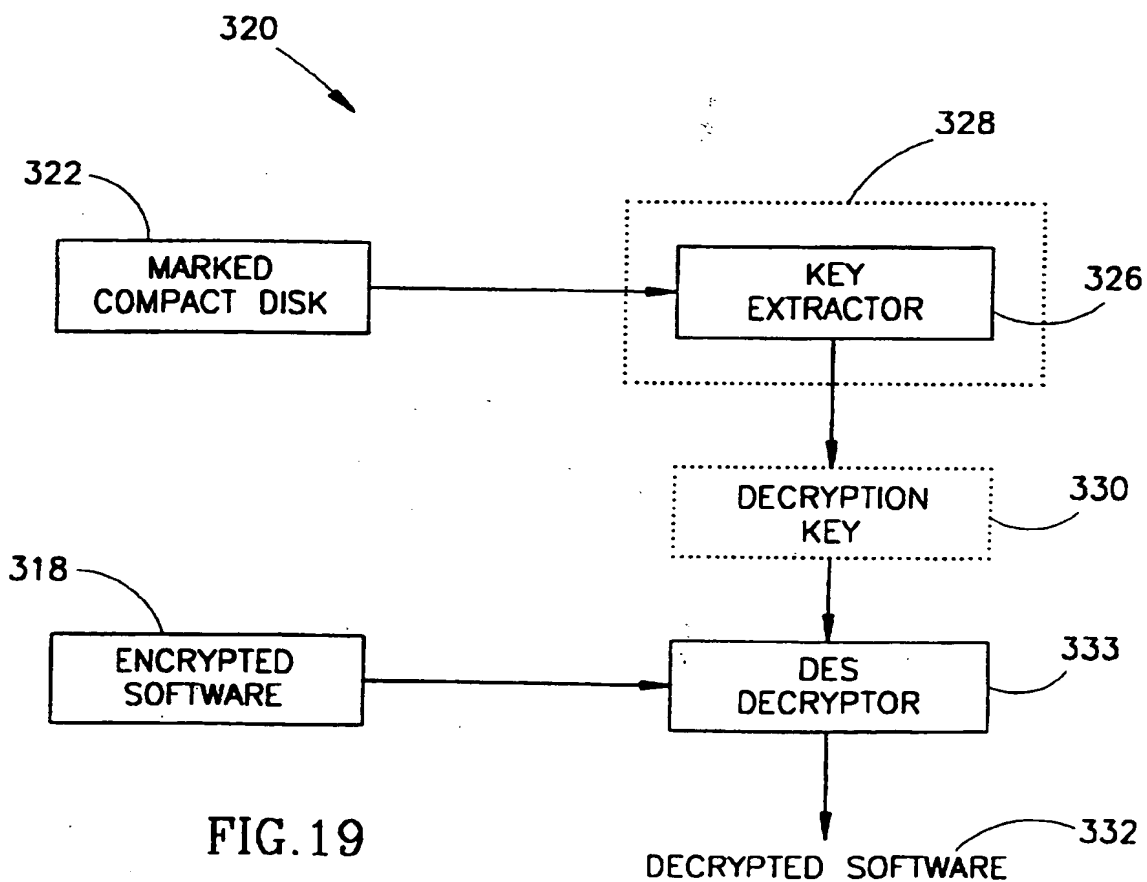 320
328
322
MARKED
COMPACT DISK
KEY
EXTRACTOR
326
DECRYPTION
KEY
330
318
ENCRYPTED
SOFTWARE
DES
DECRYPTOR
333
FIG.19
DECRYPTED SOFTWARE
332